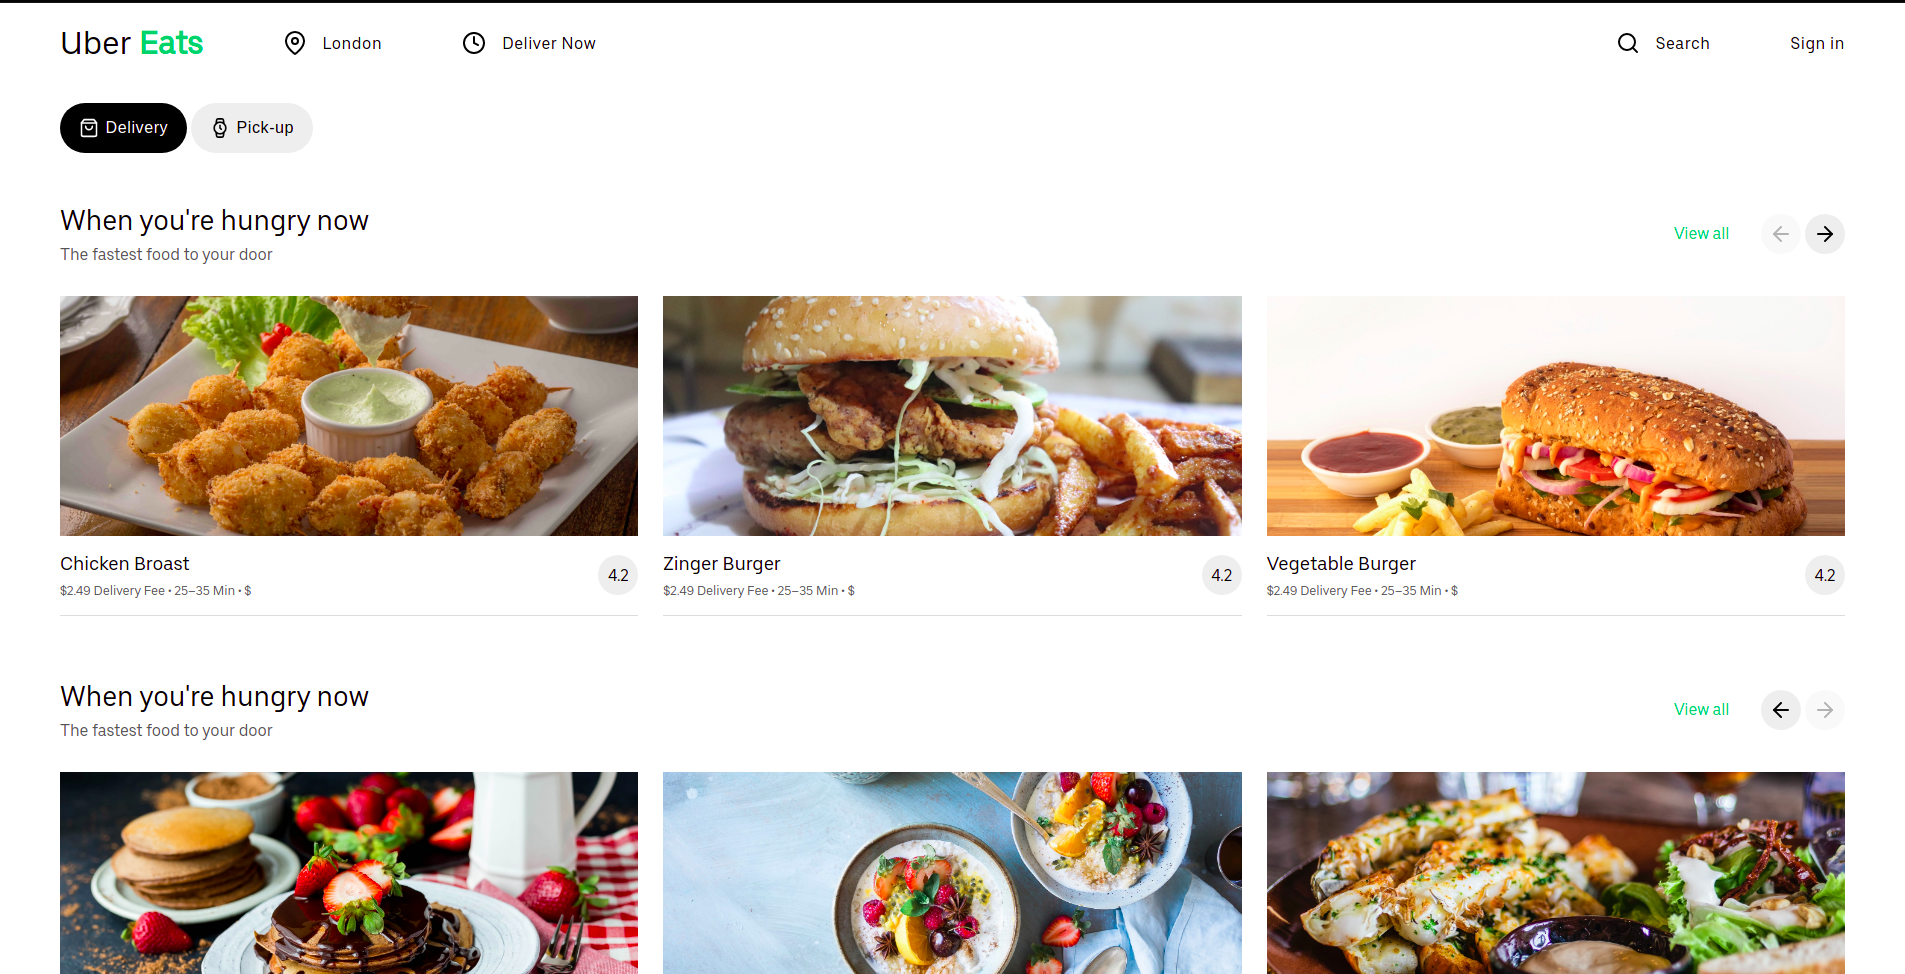 Uber Eats
London
Deliver Now
Search
Sign in
Delivery
Pick-up
When you're hungry now
The fastest food to your door
View all
Chicken Broast
$2.49 Delivery Fee • 25–35 Min • $
4.2
Zinger Burger
$2.49 Delivery Fee • 25–35 Min • $
4.2
Vegetable Burger
$2.49 Delivery Fee • 25–35 Min • $
4.2
When you're hungry now
The fastest food to your door
View all